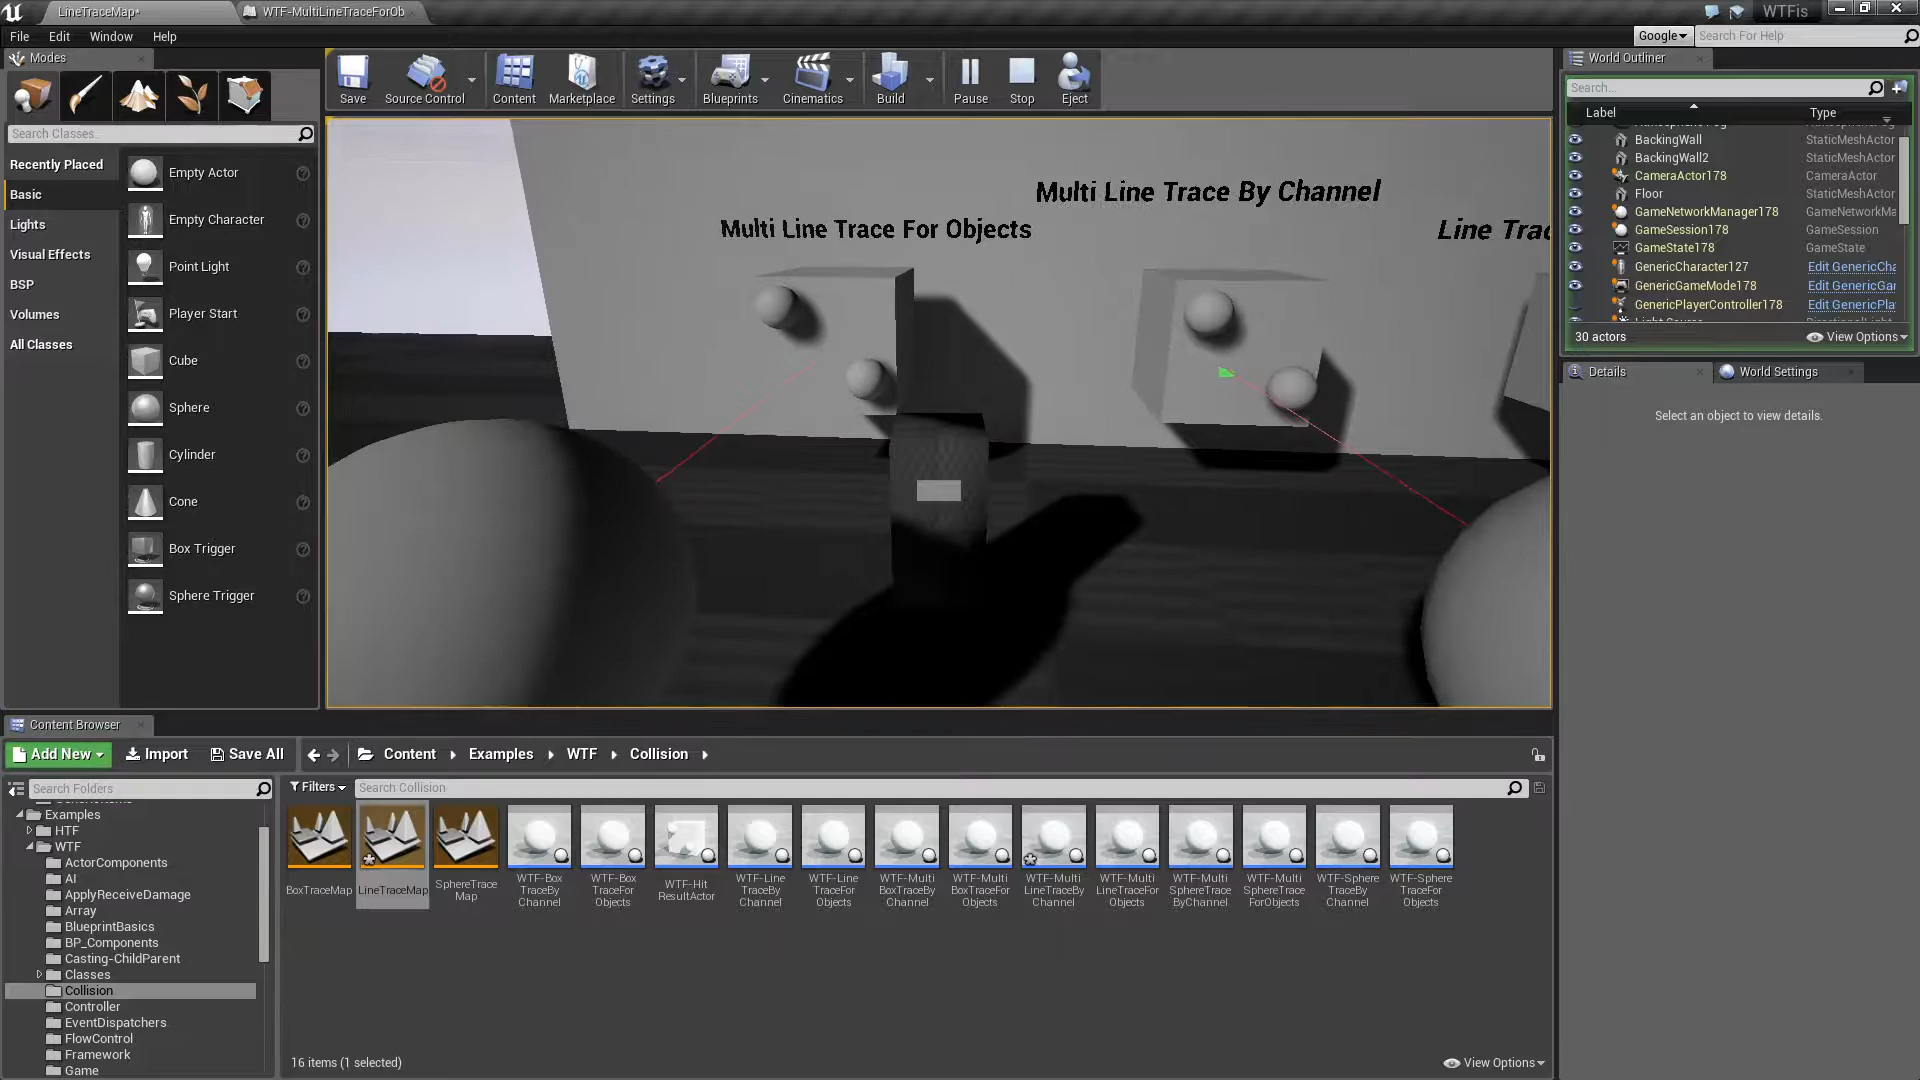 LineTraceMap*
WTF-MultiLineTraceForOb
WTFis
File Edit Window Help
Google
Search For Help
Modes
Search Classes
Recently Placed
Basic
Lights
Visual Effects
BSP
Volumes
All Classes
Empty Actor
Empty Character
Point Light
Player Start
Cube
Sphere
Cylinder
Cone
Box Trigger
Sphere Trigger
Save
Source Control
Content
Marketplace
Settings
Blueprints
Cinematics
Build
Pause
Stop
Eject
Multi Line Trace By Channel
Multi Line Trace For Objects
Line Trac
World Outliner
Search...
Label Type
BackingWall StaticMeshActor
BackingWall2 StaticMeshActor
CameraActor178 CameraActor
Floor StaticMeshActor
GameNetworkManager178 GameNetworkMa
GameSession178 GameSession
GameState178 GameState
GenericCharacter127 Edit GenericCha
GenericGameMode178 Edit GenericGar
GenericPlayerController178 Edit GenericPla
30 actors
View Options
Details
World Settings
Select an object to view details.
Content Browser
Add New
Import
Save All
Content
Examples
WTF
Collision
Search Folders
Filters
Search Collision
Examples
HTF
WTF
ActorComponents
AI
ApplyReceiveDamage
Array
BlueprintBasics
BP_Components
Casting-ChildParent
Classes
Collision
Controller
EventDispatchers
FlowControl
Framework
Game
BoxTraceMap
LineTraceMap
SphereTrace
Map
WTF-Box
TraceBy
Channel
WTF-Box
TraceFor
Objects
WTF-Hit
ResultActor
WTF-Line
TraceBy
Channel
WTF-Line
TraceFor
Objects
WTF-Multi
BoxTraceBy
Channel
WTF-Multi
BoxTraceFor
Objects
WTF-Multi
LineTraceBy
Channel
WTF-Multi
LineTraceFor
Objects
WTF-Multi
SphereTrace
ByChannel
WTF-Multi
SphereTrace
ForObjects
WTF-Sphere
TraceBy
Channel
WTF-Sphere
TraceFor
Objects
16 items (1 selected)
View Options